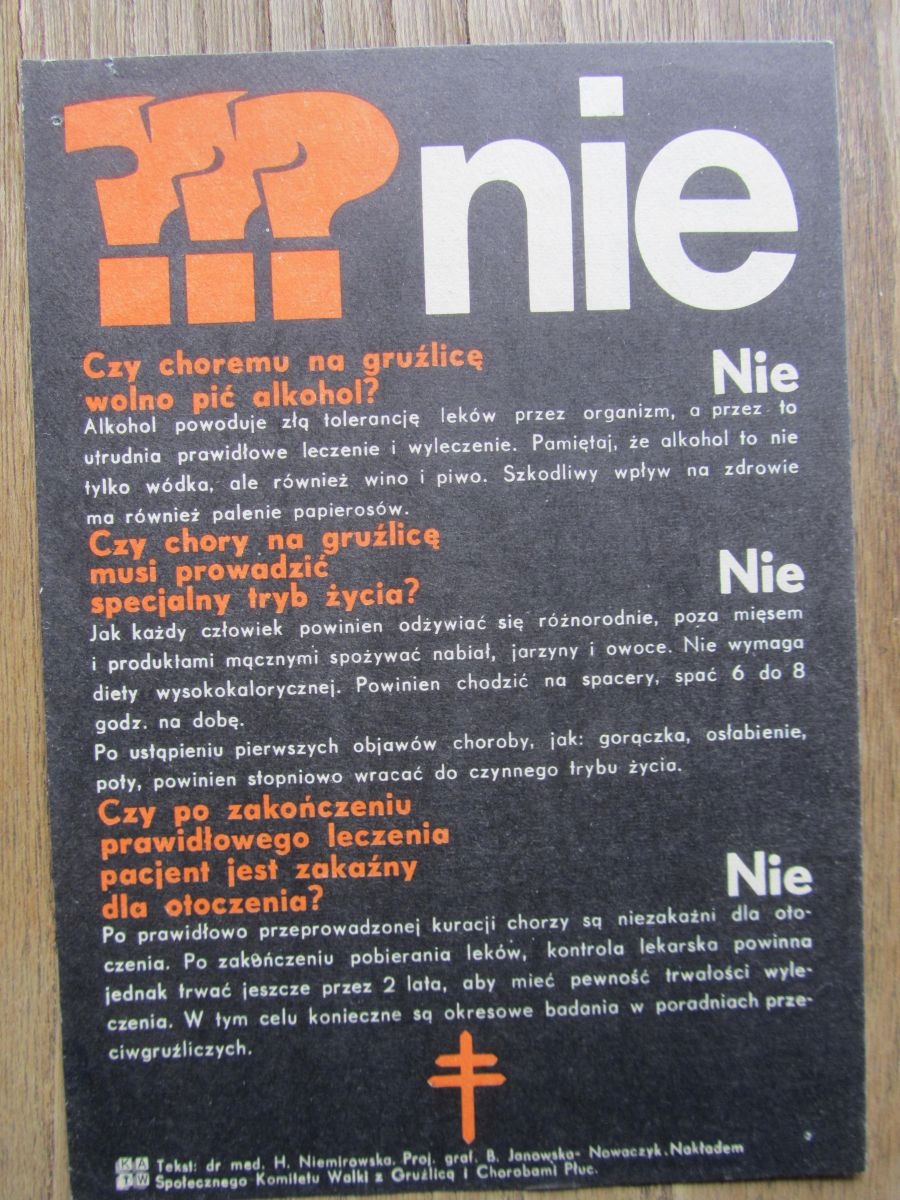 ??? nie
Czy choremu na gruźlicę
wolno pić alkohol? Nie
Alkohol powoduje złą tolerancję leków przez organizm, a przez to
utrudnia prawidłowe leczenie i wyleczenie. Pamiętaj, że alkohol to nie
tylko wódka, ale również wino i piwo. Szkodliwy wpływ na zdrowie
ma również palenie papierosów.
Czy chory na gruźlicę
musi prowadzić
specjalny tryb życia? Nie
Jak każdy człowiek powinien odżywiać się różnorodnie, poza mięsem
i produktami mącznymi spożywać nabiał, jarzyny i owoce. Nie wymaga
diety wysokokalorycznej. Powinien chodzić na spacery, spać 6 do 8
godz. na dobę.
Po ustąpieniu pierwszych objawów choroby, jak: gorączka, osłabienie,
poty, powinien stopniowo wracać do czynnego trybu życia.
Czy po zakończeniu
prawidłowego leczenia
pacjent jest zakaźny
dla otoczenia? Nie
Po prawidłowo przeprowadzonej kuracji chorzy są niezakaźni dla oto-
czenia. Po zakończeniu pobierania leków, kontrola lekarska powinna
jednak trwać jeszcze przez 2 lata, aby mieć pewność trwałości wyle-
czenia. W tym celu konieczne są okresowe badania w poradniach prze-
ciwgruźliczych.
KA Tekst: dr med. H. Niemirowska. Proj. graf. B. Janowska- Nowaczyk. Nakładem
TW Społecznego Komitetu Walki z Gruźlicą i Chorobami Płuc.